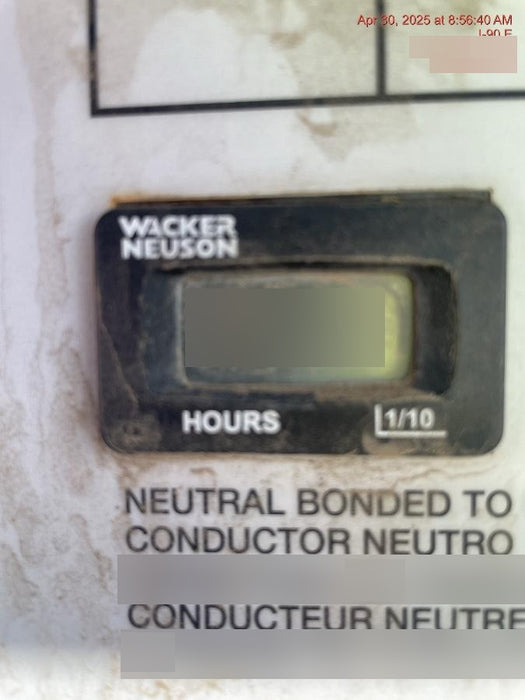 Apr 30, 2025 at 8:56:40 AM
I-90 E
WACKER
NEUSON
HOURS
1/10
NEUTRAL BONDED TO
CONDUCTOR NEUTRO
CONDUCTEUR NEUTRE